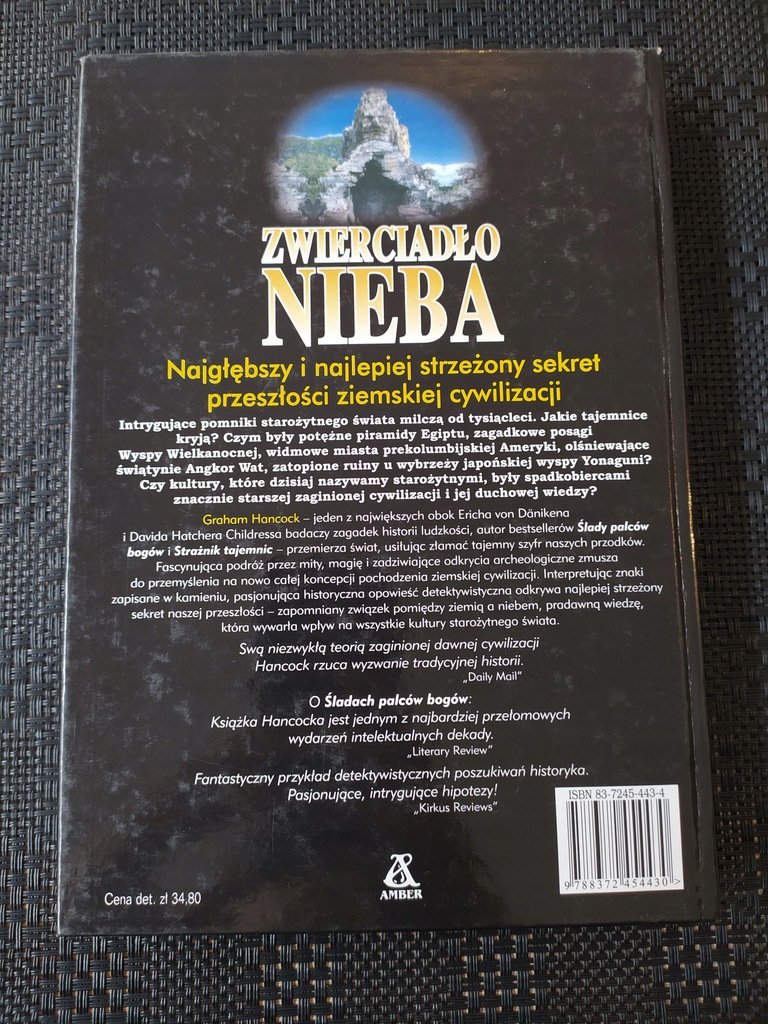 ZWIERCIADŁO
NIEBA
Najgłębszy i najlepiej strzeżony sekret
przeszłości ziemskiej cywilizacji
Intrygujące pomniki starożytnego świata milczą od tysiącleci. Jakie tajemnice
kryją? Czym były potężne piramidy Egiptu, zagadkowe posągi
Wyspy Wielkanocnej, widmowe miasta prekolumbijskiej Ameryki, olśniewające
świątynie Angkor Wat, zatopione ruiny u wybrzeży japońskiej wyspy Yonaguni?
Czy kultury, które dzisiaj nazywamy starożytnymi, były spadkobiercami
znacznie starszej zaginionej cywilizacji i jej duchowej wiedzy?
Graham Hancock – jeden z największych obok Ericha von Dänikena
i Davida Hatchera Childressa badaczy zagadek historii ludzkości, autor bestsellerów Ślady palców
bogów i Strażnik tajemnic – przemierza świat, usiłując złamać tajemny szyfr naszych przodków.
Fascynująca podróż przez mity, magię i zadziwiające odkrycia archeologiczne zmusza
do przemyślenia na nowo całej koncepcji pochodzenia ziemskiej cywilizacji. Interpretując znaki
zapisane w kamieniu, pasjonująca historyczna opowieść detektywistyczna odkrywa najlepiej strzeżony
sekret naszej przeszłości – zapomniany związek pomiędzy ziemią a niebem, pradawną wiedzę,
która wywarła wpływ na wszystkie kultury starożytnego świata.
Swą niezwykłą teorią zaginionej dawnej cywilizacji
Hancock rzuca wyzwanie tradycyjnej historii.
„Daily Mail”
O Śladach palców bogów:
Książka Hancocka jest jednym z najbardziej przełomowych
wydarzeń intelektualnych dekady.
„Literary Review”
Fantastyczny przykład detektywistycznych poszukiwań historyka.
Pasjonujące, intrygujące hipotezy!
„Kirkus Reviews”
ISBN 83-7245-443-4
9 788372 454430 >
AMBER
Cena det. zł 34,80